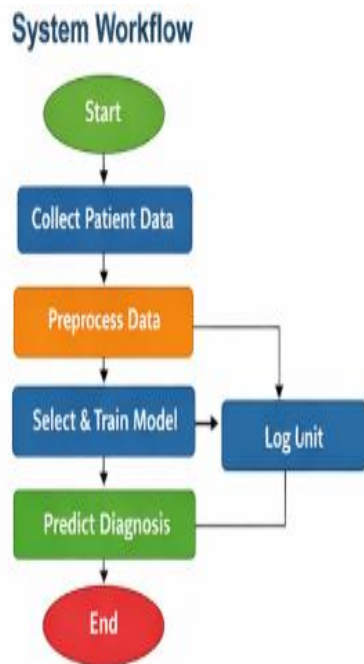 System Workflow
Start
Collect Patient Data
Preprocess Data
Select & Train Model
Log Unit
Predict Diagnosis
End